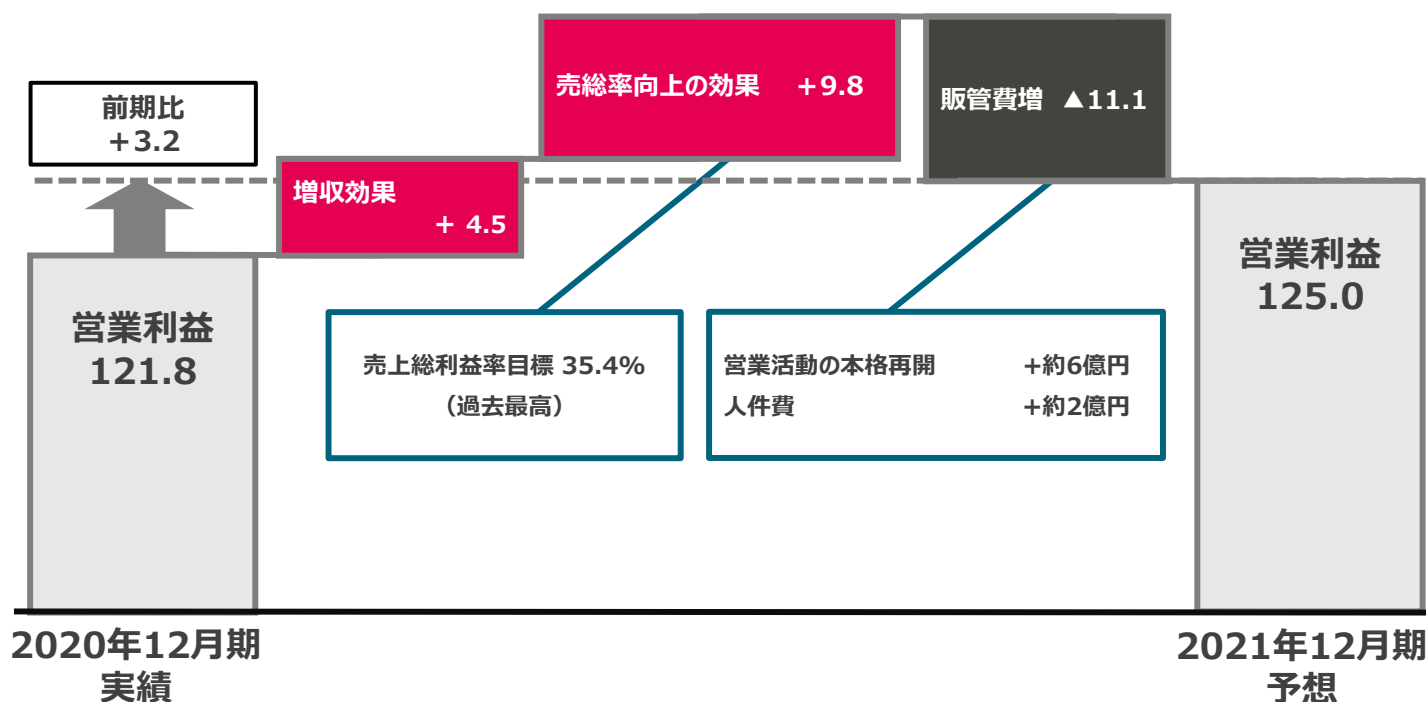 売総率向上の効果 +9.8
販管費増 ▲11.1
前期比
+3.2
増収効果
+ 4.5
営業利益
121.8
営業利益
125.0
売上総利益率目標 35.4%
（過去最高）
営業活動の本格再開 +約6億円
人件費 +約2億円
2020年12月期
実績
2021年12月期
予想